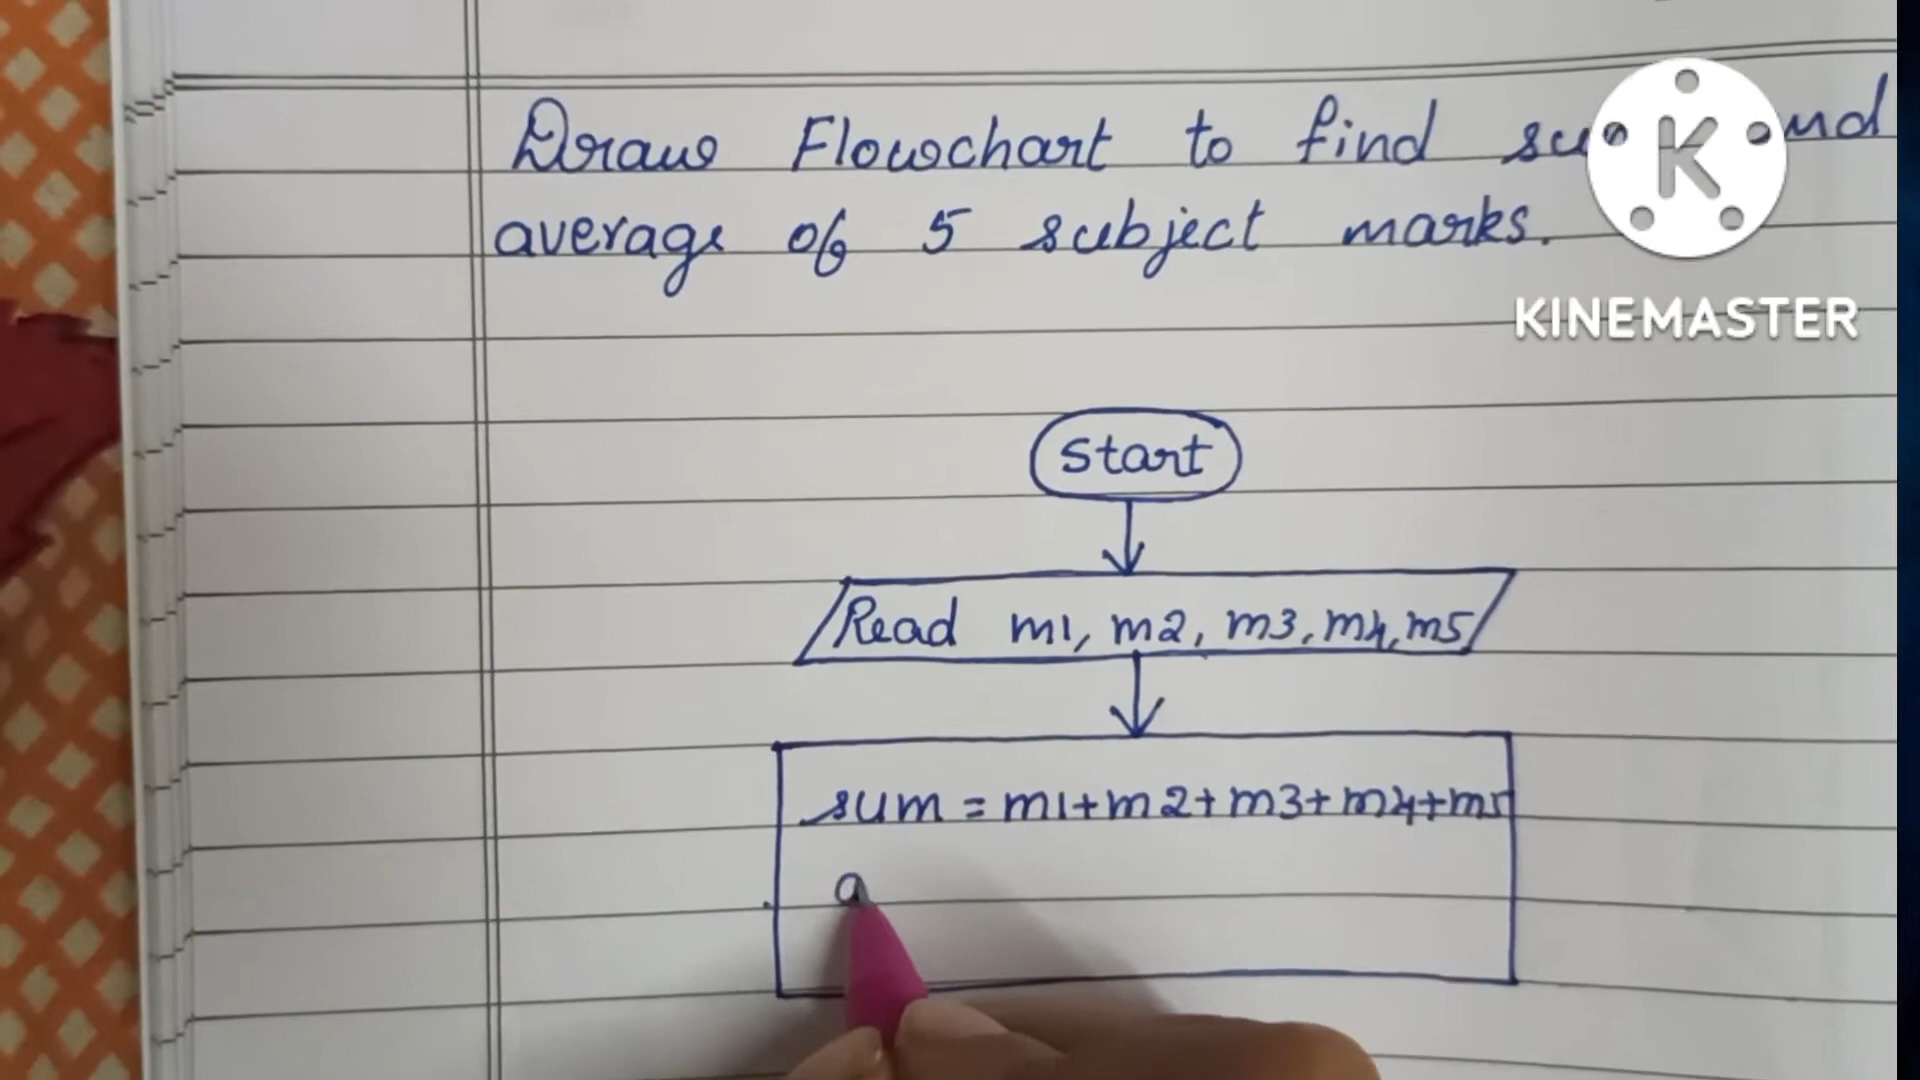 Draw Flowchart to find sum and
average of 5 subject marks.
K
KINEMASTER
Start
Read m1, m2, m3, m4, m5
sum = m1+m2+m3+m4+m5
a